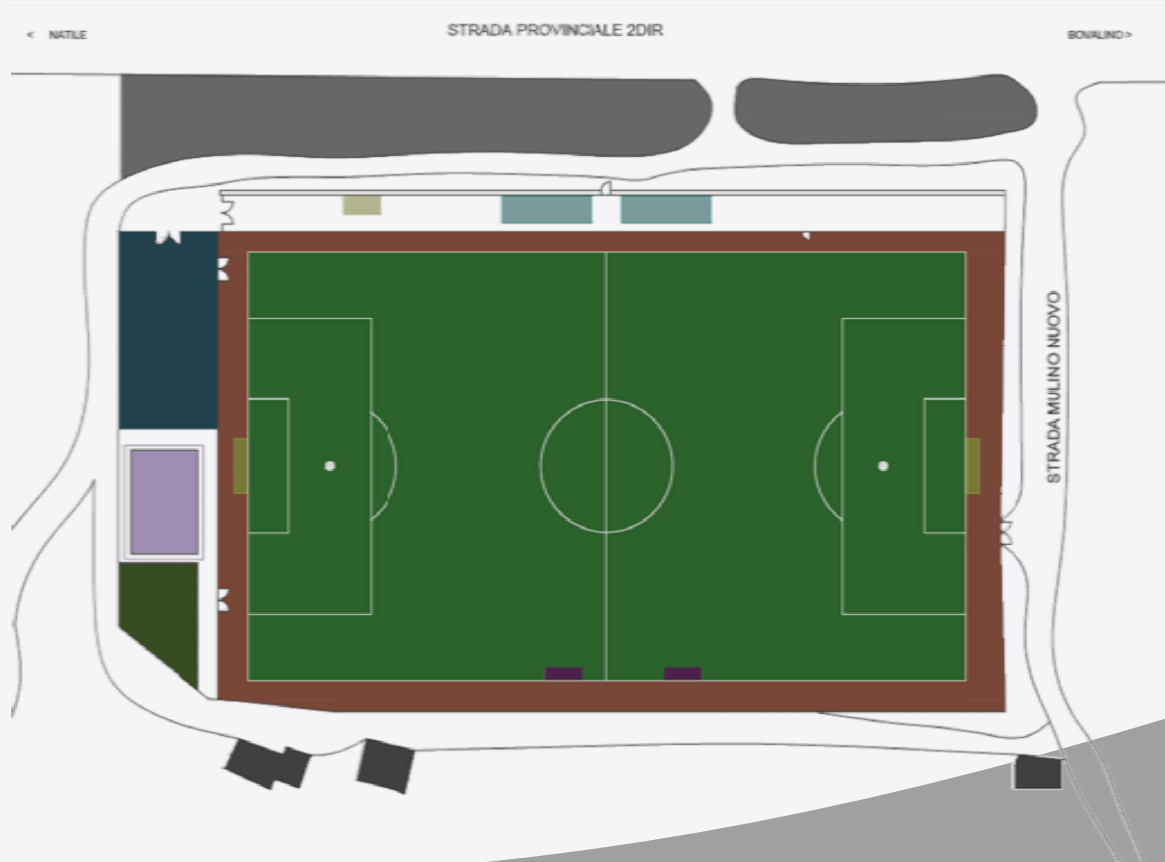 STRADA PROVINCIALE 2DIR
< NATILE
BOVALINO >
STRADA MULINO NUOVO